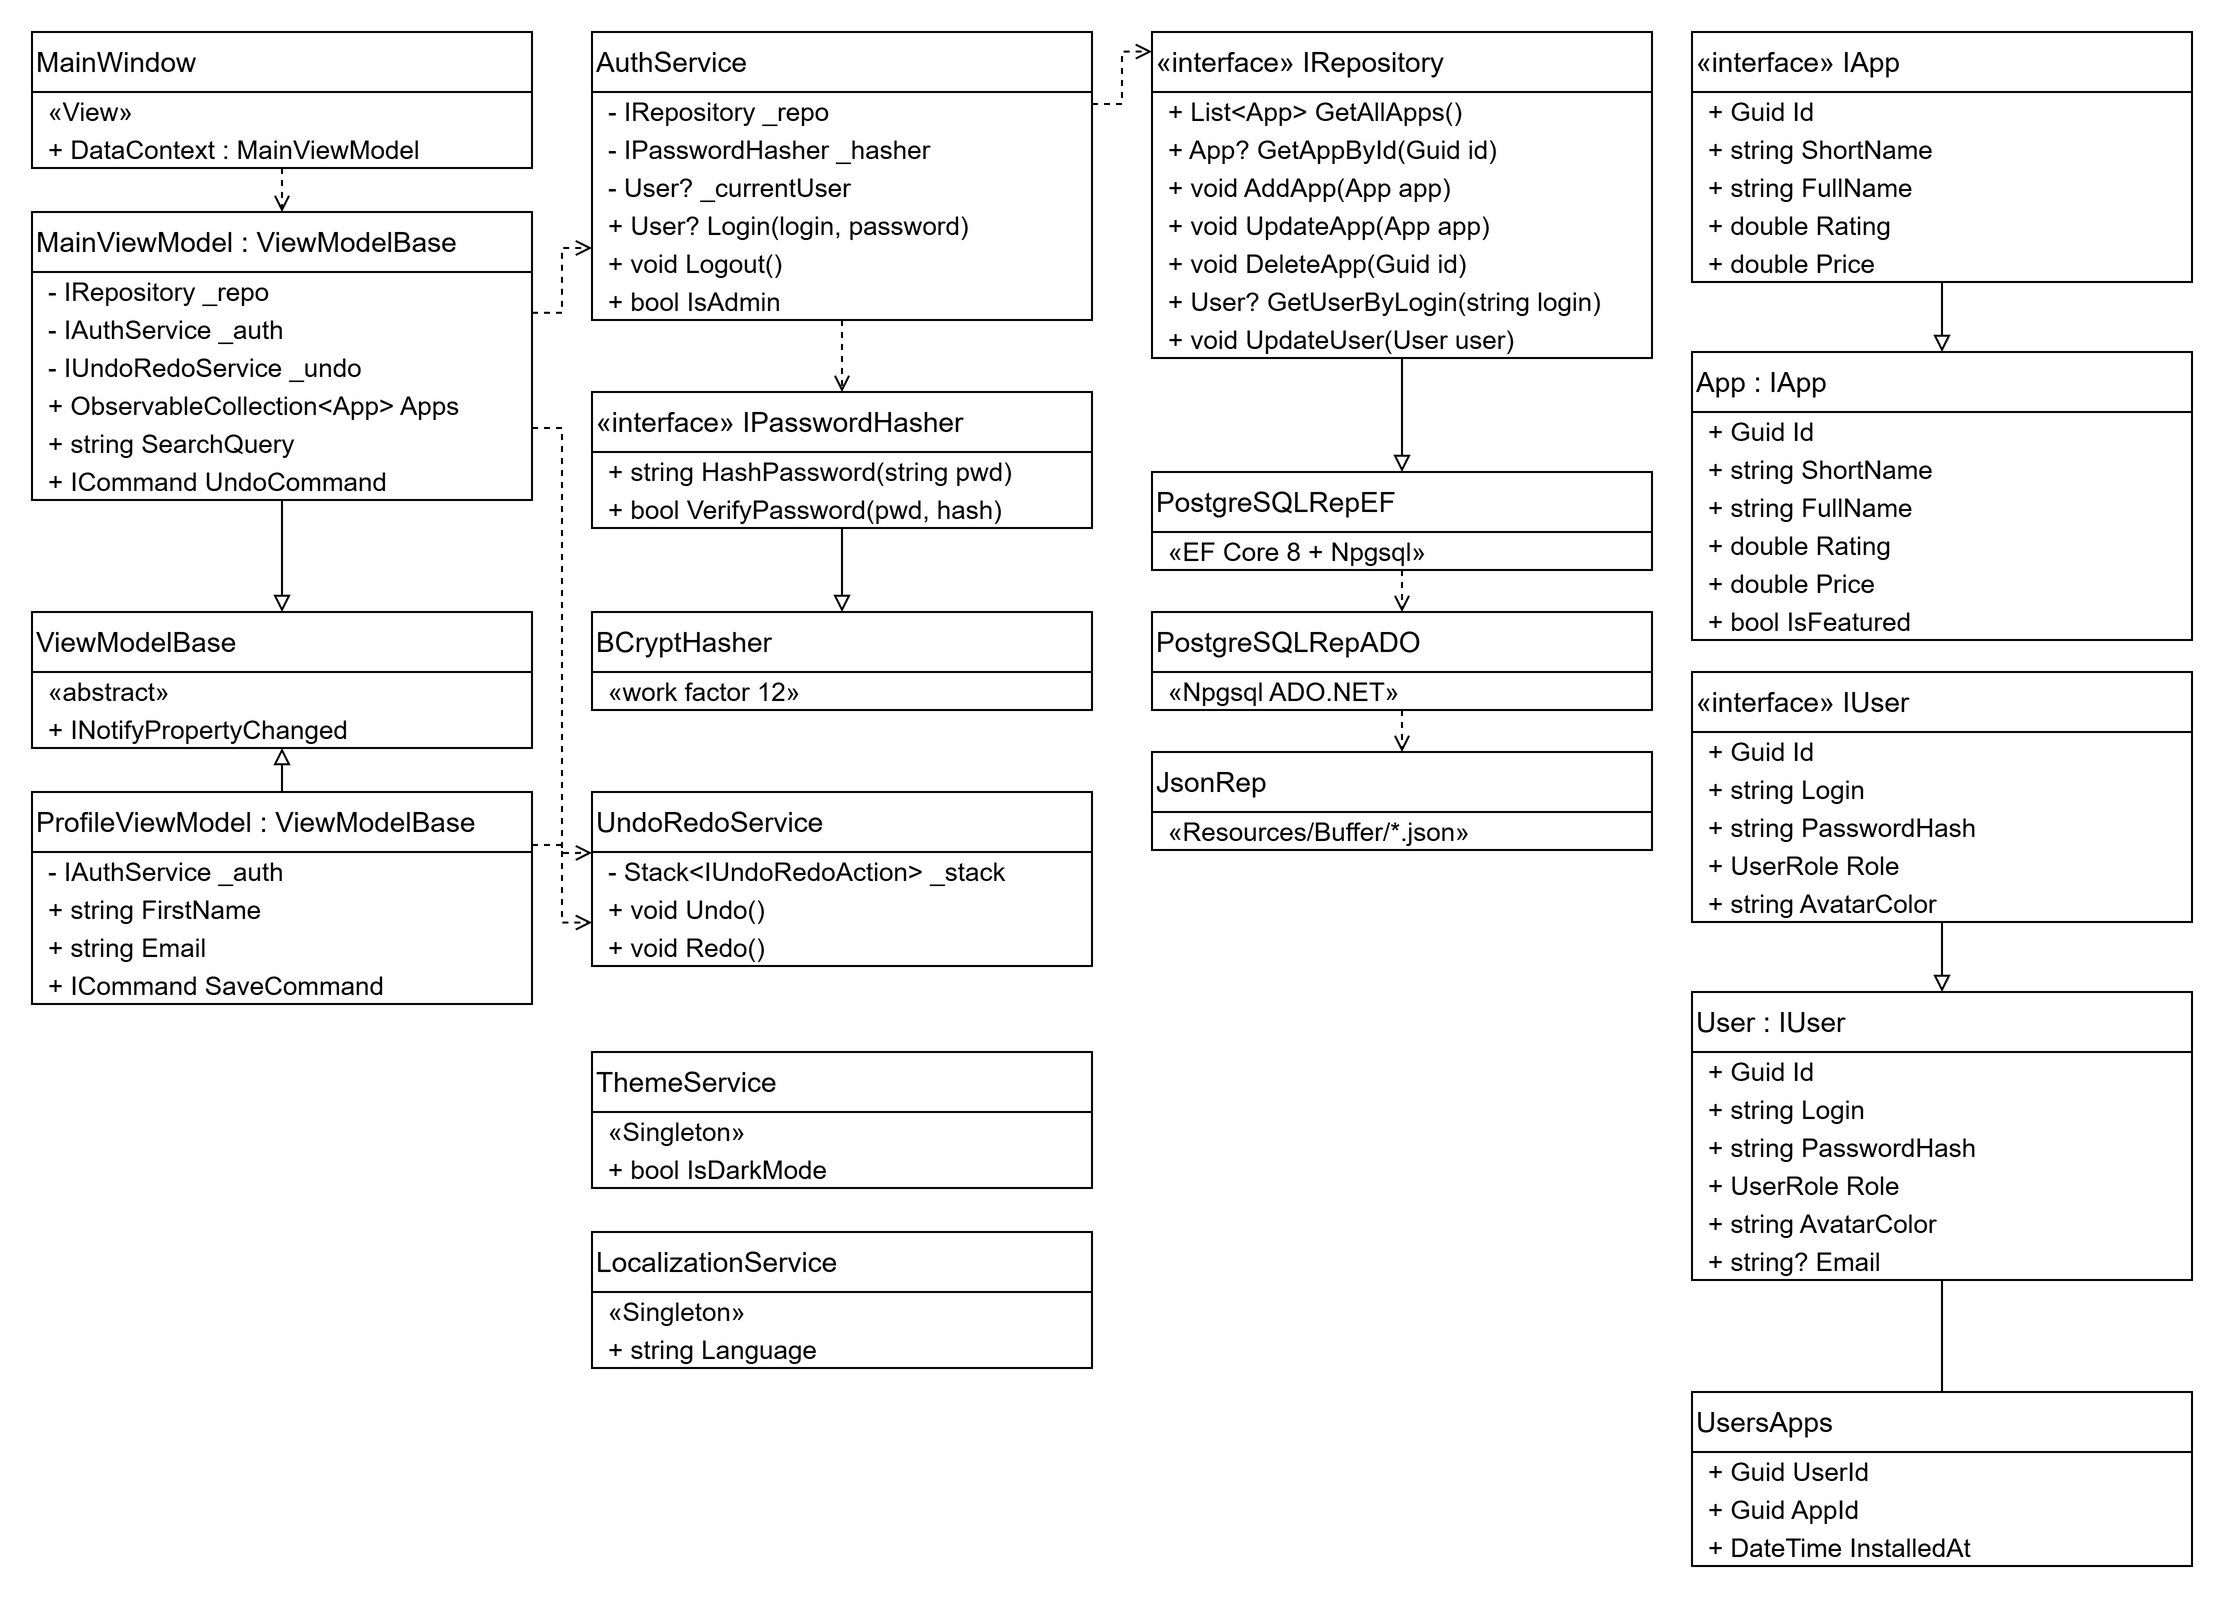 MainWindow
«View»
+ DataContext : MainViewModel
MainViewModel : ViewModelBase
- IRepository _repo
- IAuthService _auth
- IUndoRedoService _undo
+ ObservableCollection<App> Apps
+ string SearchQuery
+ ICommand UndoCommand
ViewModelBase
«abstract»
+ INotifyPropertyChanged
ProfileViewModel : ViewModelBase
- IAuthService _auth
+ string FirstName
+ string Email
+ ICommand SaveCommand
AuthService
- IRepository _repo
- IPasswordHasher _hasher
- User? _currentUser
+ User? Login(login, password)
+ void Logout()
+ bool IsAdmin
«interface» IPasswordHasher
+ string HashPassword(string pwd)
+ bool VerifyPassword(pwd, hash)
BCryptHasher
«work factor 12»
UndoRedoService
- Stack<IUndoRedoAction> _stack
+ void Undo()
+ void Redo()
ThemeService
«Singleton»
+ bool IsDarkMode
LocalizationService
«Singleton»
+ string Language
«interface» IRepository
+ List<App> GetAllApps()
+ App? GetAppById(Guid id)
+ void AddApp(App app)
+ void UpdateApp(App app)
+ void DeleteApp(Guid id)
+ User? GetUserByLogin(string login)
+ void UpdateUser(User user)
PostgreSQLRepEF
«EF Core 8 + Npgsql»
PostgreSQLRepADO
«Npgsql ADO.NET»
JsonRep
«Resources/Buffer/*.json»
«interface» IApp
+ Guid Id
+ string ShortName
+ string FullName
+ double Rating
+ double Price
App : IApp
+ Guid Id
+ string ShortName
+ string FullName
+ double Rating
+ double Price
+ bool IsFeatured
«interface» IUser
+ Guid Id
+ string Login
+ string PasswordHash
+ UserRole Role
+ string AvatarColor
User : IUser
+ Guid Id
+ string Login
+ string PasswordHash
+ UserRole Role
+ string AvatarColor
+ string? Email
UsersApps
+ Guid UserId
+ Guid AppId
+ DateTime InstalledAt